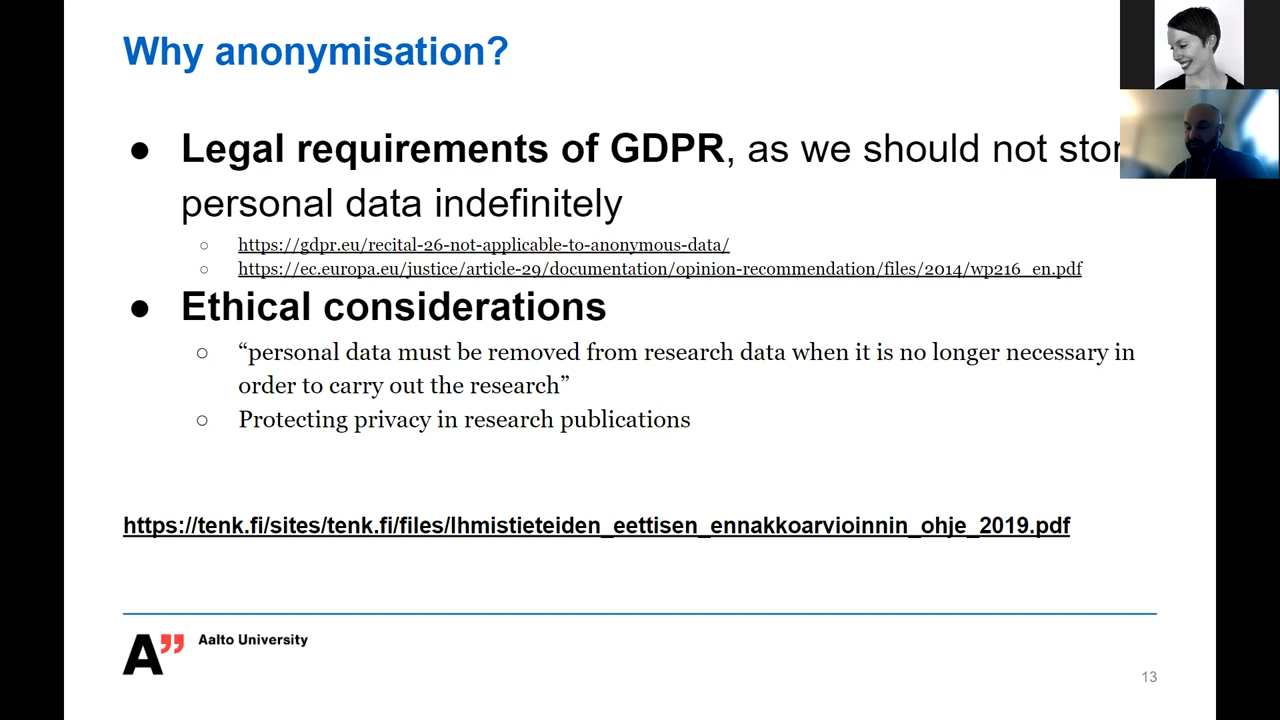 Why anonymisation?
● Legal requirements of GDPR, as we should not
personal data indefinitely
○ https://gdpr.eu/recital-26-not-applicable-to-anonymous-data/
○ https://ec.europa.eu/justice/article-29/documentation/opinion-recommendation/files/2014/wp216_en.pdf
● Ethical considerations
○ “personal data must be removed from research data when it is no longer necessary in
order to carry out the research”
○ Protecting privacy in research publications
https://tenk.fi/sites/tenk.fi/files/Ihmistieteiden_eettisen_ennakkoarvioinnin_ohje_2019.pdf
A”
Aalto University
13